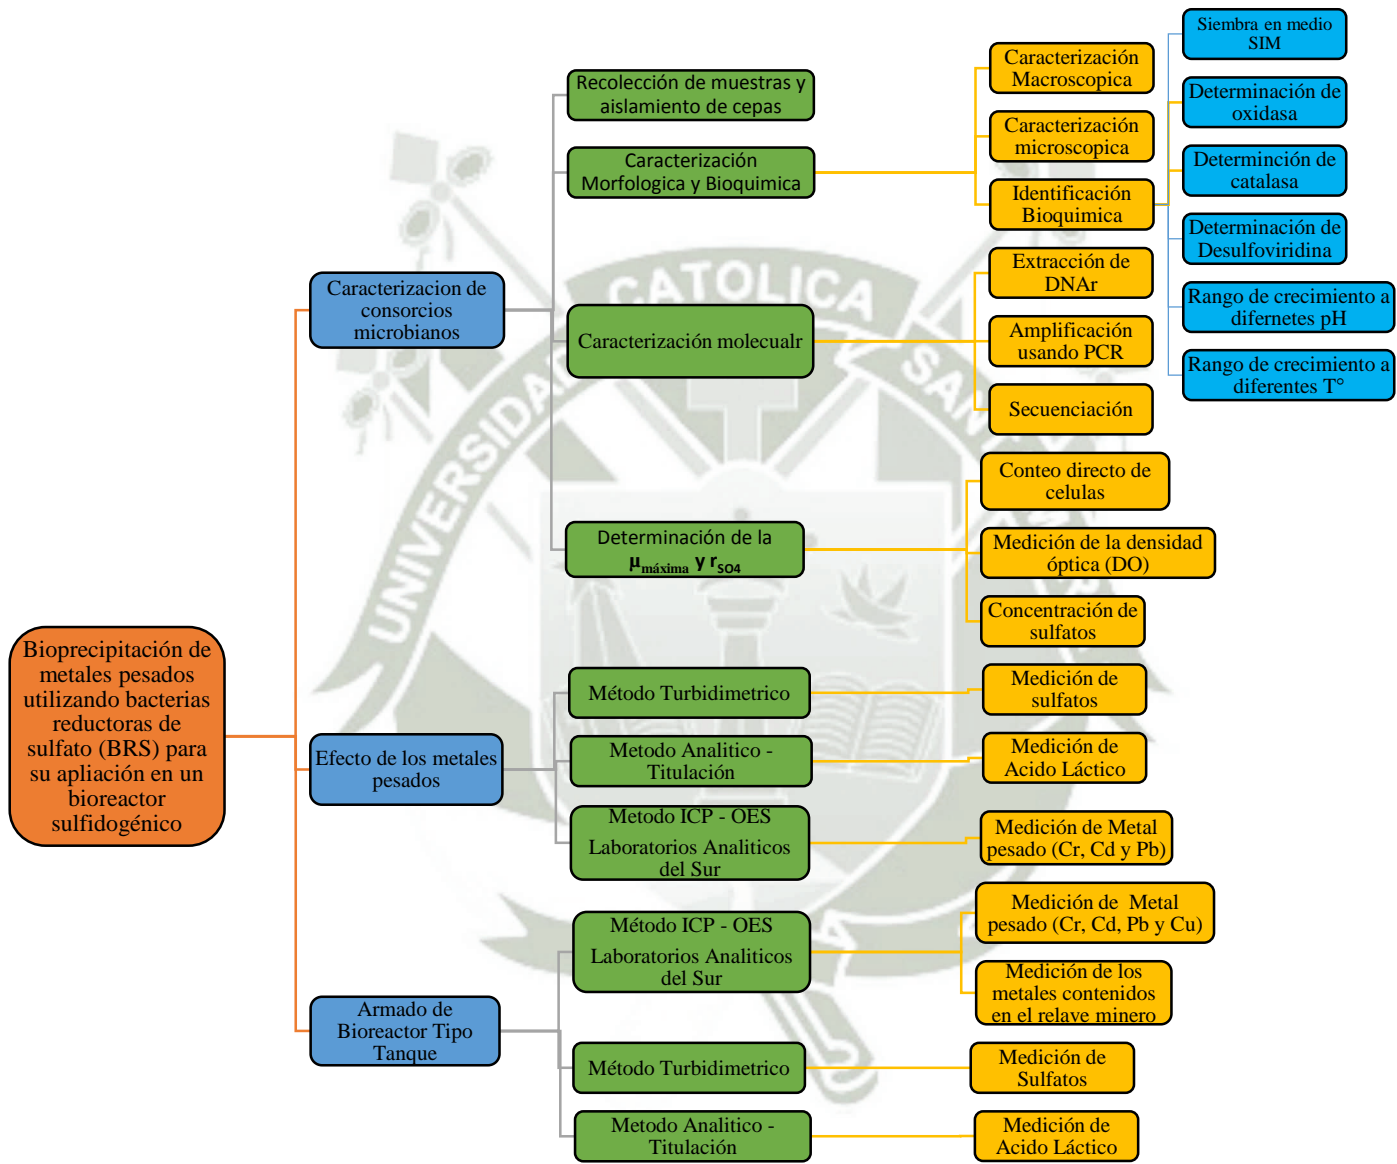 Bioprecipitación de
metales pesados
utilizando bacterias
reductoras de
sulfato (BRS) para
su apliación en un
bioreactor
sulfidogénico
Caracterizacion de
consorcios
microbianos
Recolección de muestras y
aislamiento de cepas
Caracterización
Morfologica y Bioquimica
Caracterización
Macroscopica
Caracterización
microscopica
Identificación
Bioquimica
Siembra en medio
SIM
Determinación de
oxidasa
Determinción de
catalasa
Determinación de
Desulfoviridina
Rango de crecimiento a
difernetes pH
Rango de crecimiento a
diferentes T°
Caracterización molecualr
Extracción de
DNAr
Amplificación
usando PCR
Secuenciación
Determinación de la
μmáxima y rSO4
Conteo directo de
celulas
Medición de la densidad
óptica (DO)
Concentración de
sulfatos
Efecto de los metales
pesados
Método Turbidimetrico
Medición de
sulfatos
Metodo Analitico -
Titulación
Medición de
Acido Láctico
Metodo ICP - OES
Laboratorios Analiticos
del Sur
Medición de Metal
pesado (Cr, Cd y Pb)
Armado de
Bioreactor Tipo
Tanque
Método ICP - OES
Laboratorios Analiticos
del Sur
Medición de Metal
pesado (Cr, Cd, Pb y Cu)
Medición de los
metales contenidos
en el relave minero
Método Turbidimetrico
Medición de
Sulfatos
Metodo Analitico -
Titulación
Medición de
Acido Láctico
CATOLICA